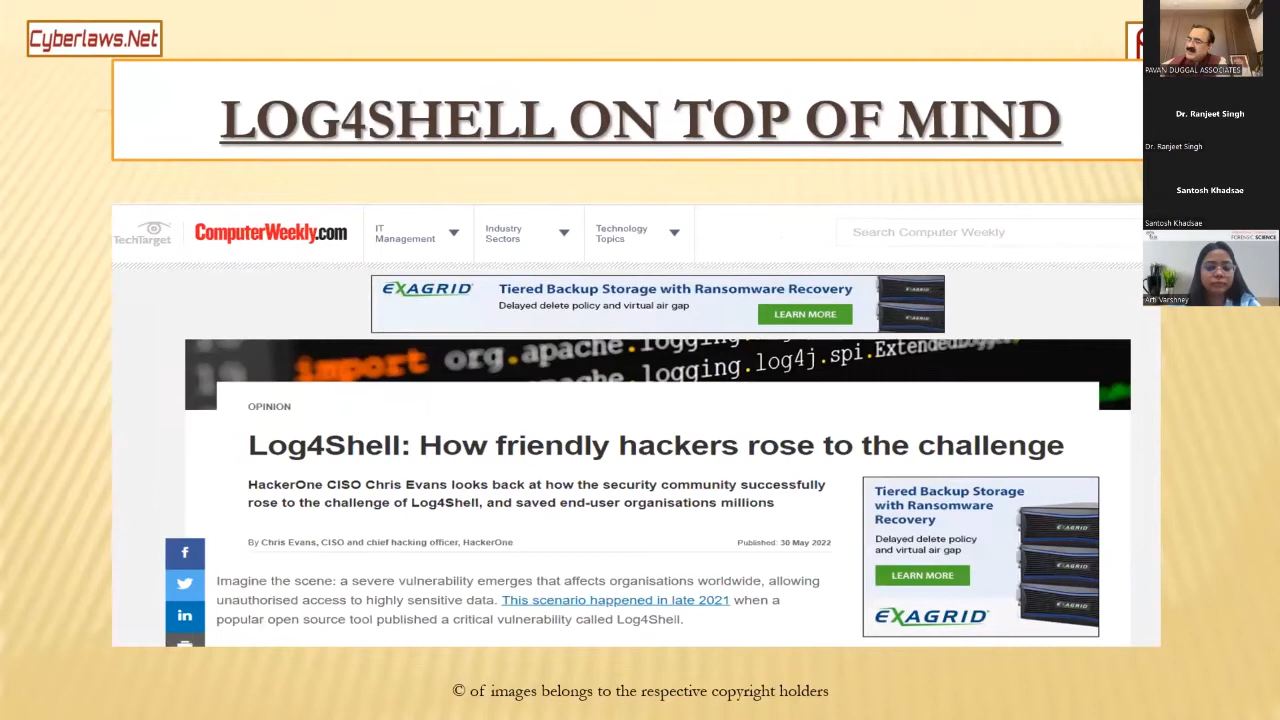 Cyberlaws.Net
LOG4SHELL ON TOP OF MIND
TechTarget
ComputerWeekly.com
IT
Management
Industry
Sectors
Technology
Topics
Search Computer Weekly
EXAGRID
Tiered Backup Storage with Ransomware Recovery
Delayed delete policy and virtual air gap
LEARN MORE
import org.apache.logging
apache.logging.log4j.spi.ExtendedLogger
OPINION
Log4Shell: How friendly hackers rose to the challenge
HackerOne CISO Chris Evans looks back at how the security community successfully
rose to the challenge of Log4Shell, and saved end-user organisations millions
By Chris Evans, CISO and chief hacking officer, HackerOne
Published: 30 May 2022
Imagine the scene: a severe vulnerability emerges that affects organisations worldwide, allowing
unauthorised access to highly sensitive data. This scenario happened in late 2021 when a
popular open source tool published a critical vulnerability called Log4Shell.
Tiered Backup Storage
with Ransomware
Recovery
Delayed delete policy
and virtual air gap
LEARN MORE
EXAGRID
© of images belongs to the respective copyright holders
PAVAN DUGGAL ASSOCIATES
Dr. Ranjeet Singh
Dr. Ranjeet Singh
Santosh Khadsae
Santosh Khadsae
FORENSIC SCIENCE
Arti Varshney